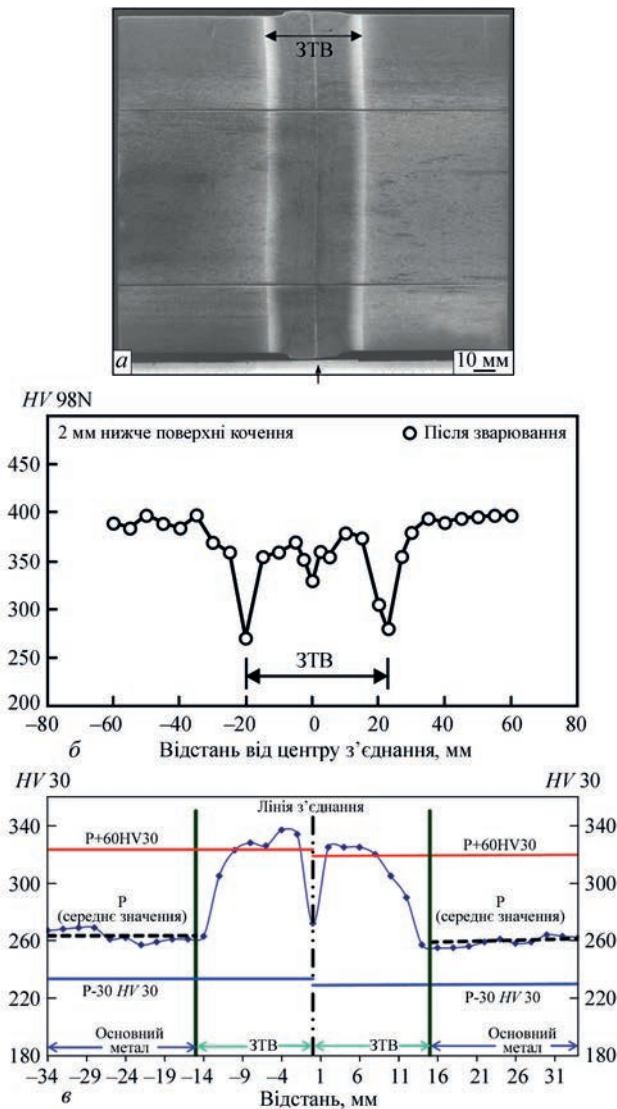 ЗТВ
а
10 мм
HV 98N
2 мм нижче поверхні кочення
Після зварювання
450
400
350
300
250
200
ЗТВ
–80 –60 –40 –20 0 20 40 60 80
б
Відстань від центру з’єднання, мм
HV 30
HV 30
Лінія з’єднання
340
P+60HV30
P+60HV30
340
300
P
(середнє значення)
P
(середнє значення)
300
260
260
220
P-30 HV 30
P-30 HV 30
220
Основний
метал
ЗТВ
ЗТВ
Основний
метал
180
180
–34 –29 –24 –19 –14 –9 –4 1 6 11 16 21 26 31
в
Відстань, мм